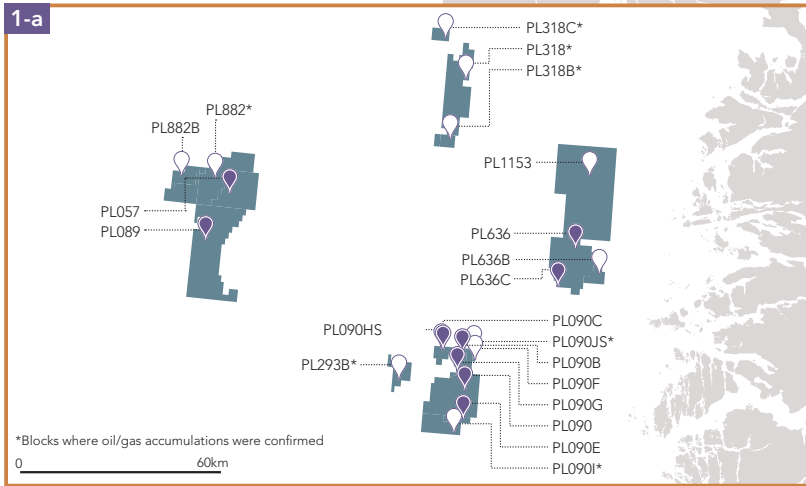 1-a
PL318C*
PL318*
PL318B*
PL882*
PL882B
PL1153
PL057
PL089
PL636
PL636B
PL636C
PL090HS
PL293B*
PL090C
PL090JS*
PL090B
PL090F
PL090G
PL090
PL090E
PL090I*
*Blocks where oil/gas accumulations were confirmed
0 60km